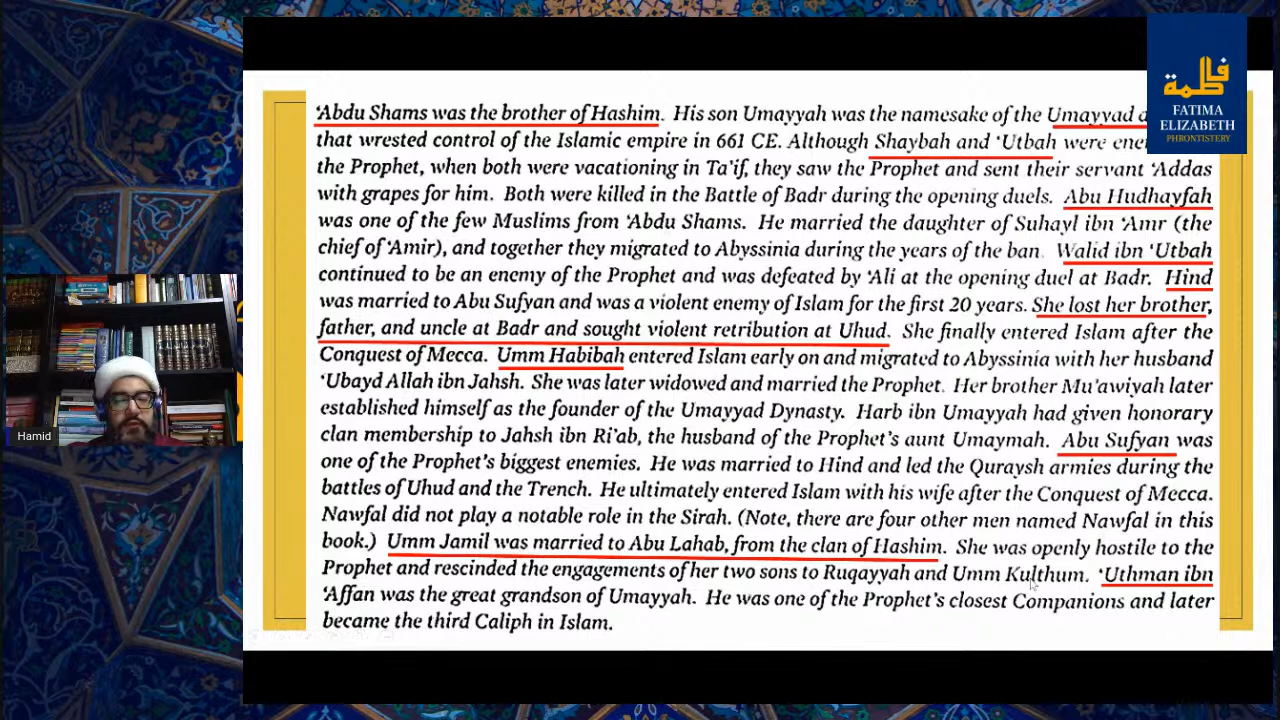 ‘Abdu Shams was the brother of Hashim. His son Umayyah was the namesake of the Umayyad
that wrested control of the Islamic empire in 661 CE. Although Shaybah and ‘Utbah were
the Prophet, when both were vacationing in Ta’if, they saw the Prophet and sent their servant ‘Addas
with grapes for him. Both were killed in the Battle of Badr during the opening duels. Abu Hudhayfah
was one of the few Muslims from ‘Abdu Shams. He married the daughter of Suhayl ibn ‘Amr (the
chief of ‘Amir), and together they migrated to Abyssinia during the years of the ban. Walid ibn ‘Utbah
continued to be an enemy of the Prophet and was defeated by ‘Ali at the opening duel at Badr. Hind
was married to Abu Sufyan and was a violent enemy of Islam for the first 20 years. She lost her brother,
father, and uncle at Badr and sought violent retribution at Uhud. She finally entered Islam after the
Conquest of Mecca. Umm Habibah entered Islam early on and migrated to Abyssinia with her husband
‘Ubayd Allah ibn Jahsh. She was later widowed and married the Prophet. Her brother Mu‘awiyah later
established himself as the founder of the Umayyad Dynasty. Harb ibn Umayyah had given honorary
clan membership to Jahsh ibn Ri’ab, the husband of the Prophet’s aunt Umaymah. Abu Sufyan was
one of the Prophet’s biggest enemies. He was married to Hind and led the Quraysh armies during the
battles of Uhud and the Trench. He ultimately entered Islam with his wife after the Conquest of Mecca.
Nawfal did not play a notable role in the Sirah. (Note, there are four other men named Nawfal in this
book.) Umm Jamil was married to Abu Lahab, from the clan of Hashim. She was openly hostile to the
Prophet and rescinded the engagements of her two sons to Ruqayyah and Umm Kulthum. ‘Uthman ibn
‘Affan was the great grandson of Umayyah. He was one of the Prophet’s closest Companions and later
became the third Caliph in Islam.
فاطمة
FATIMA
ELIZABETH
PHRONTISTERY
Hamid